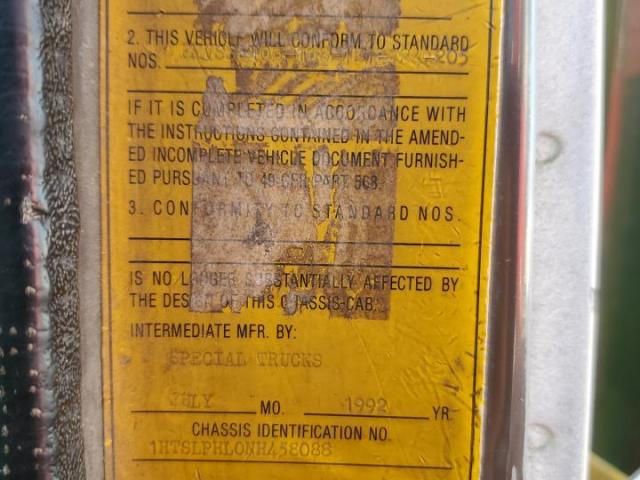 2. THIS VEHICLE WILL CONFORM TO STANDARD
NOS.
IF IT IS COMPLETED IN ACCORDANCE WITH
THE INSTRUCTIONS CONTAINED IN THE AMEND-
ED INCOMPLETE VEHICLE DOCUMENT FURNISH-
ED PURSUANT TO 49 CFR PART 568
3. CONFORMITY TO STANDARD NOS.
IS NO LONGER SUBSTANTIALLY AFFECTED BY
THE DESIGN OF THIS CHASSIS-CAB.
INTERMEDIATE MFR. BY:
SPECIAL TRUCKS
JULY MO. 1992 YR.
CHASSIS IDENTIFICATION NO.
1HTSLPHL0NH458088